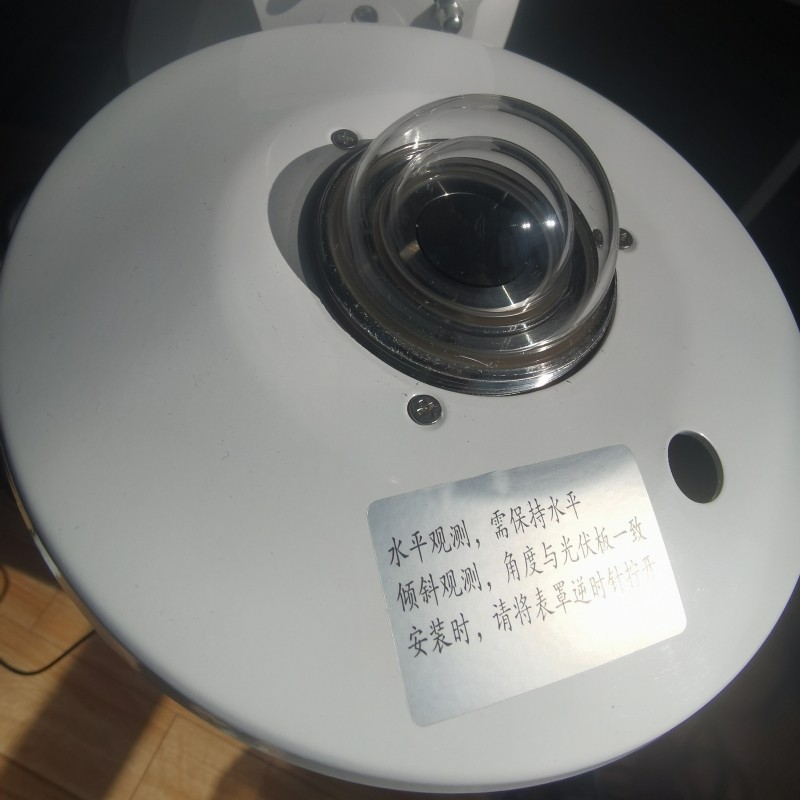 水平观测，需保持水平
倾斜观测，角度与光伏板一致
安装时，请将表罩逆时针拧开